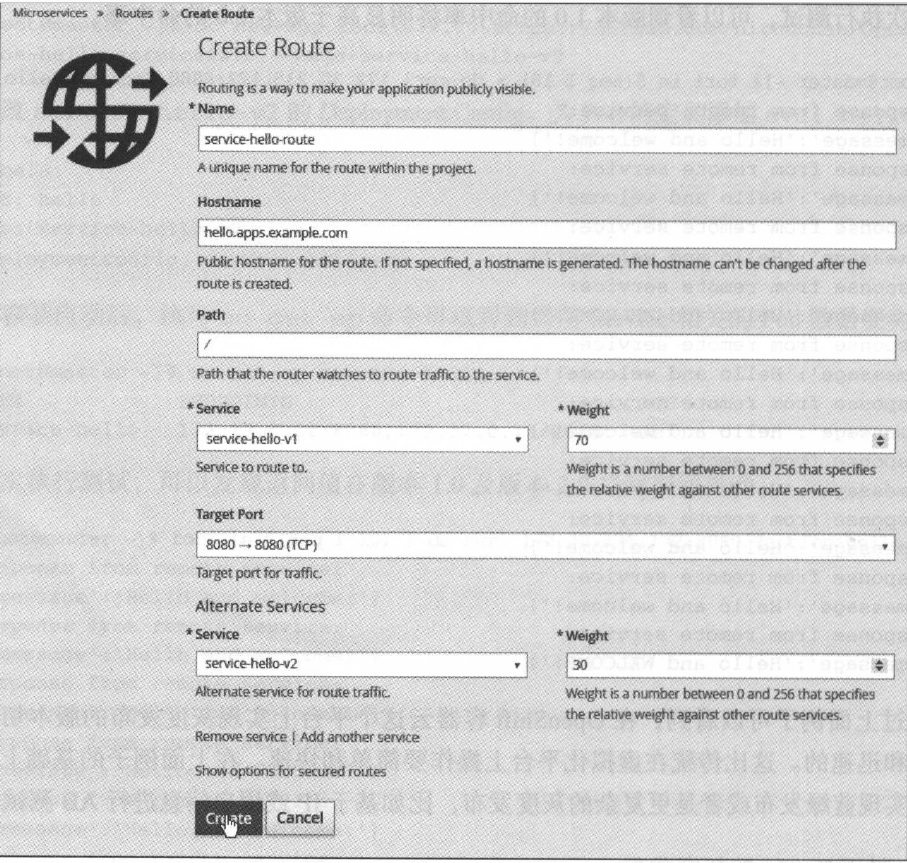 Microservices » Routes » Create Route
Create Route
Routing is a way to make your application publicly visible.
* Name
service-hello-route
A unique name for the route within the project.
Hostname
hello.apps.example.com
Public hostname for the route. If not specified, a hostname is generated. The hostname can't be changed after the
route is created.
Path
/
Path that the router watches to route traffic to the service.
* Service
* Weight
service-hello-v1
70
Service to route to.
Weight is a number between 0 and 256 that specifies
the relative weight against other route services.
Target Port
8080 → 8080 (TCP)
Target port for traffic.
Alternate Services
* Service
* Weight
service-hello-v2
30
Alternate service for route traffic.
Weight is a number between 0 and 256 that specifies
the relative weight against other route services.
Remove service | Add another service
Show options for secured routes
Create
Cancel